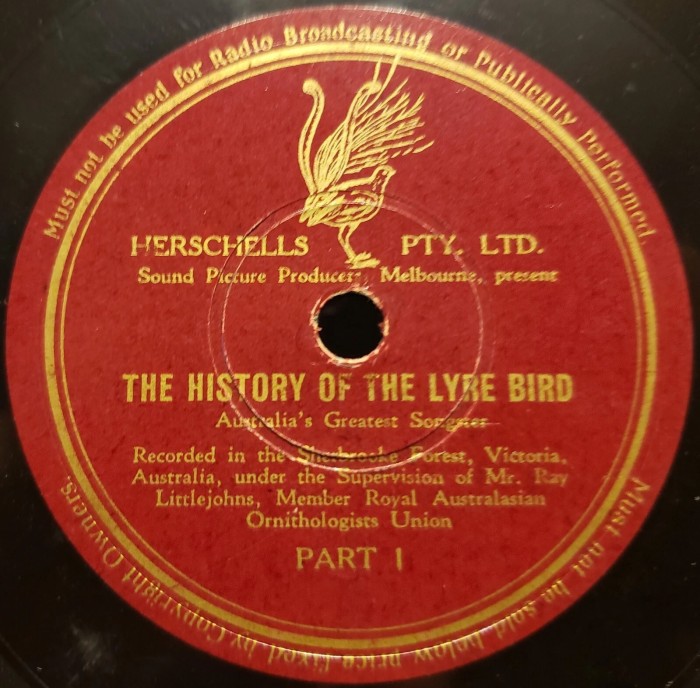 Must not be used for Radio Broadcasting or Publically Performed.
HERSCHELLS PTY. LTD.
Sound Picture Producers, Melbourne, present
THE HISTORY OF THE LYRE BIRD
Australia's Greatest Songster
Recorded in the Sherbrooke Forest, Victoria,
Australia, under the Supervision of Mr. Ray
Littlejohns, Member Royal Australasian
Ornithologists Union
PART 1
Must not be sold below price fixed by Copyright Owners.